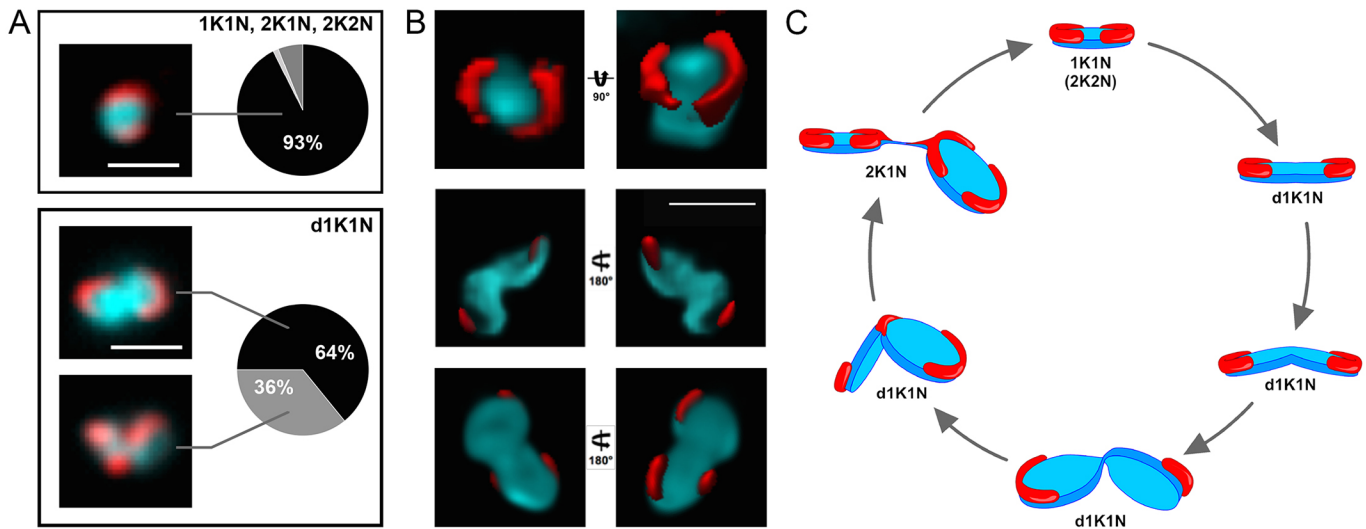 A
1K1N, 2K1N, 2K2N
93%
d1K1N
64%
36%
B
90°
180°
180°
C
1K1N
(2K2N)
d1K1N
d1K1N
d1K1N
d1K1N
2K1N